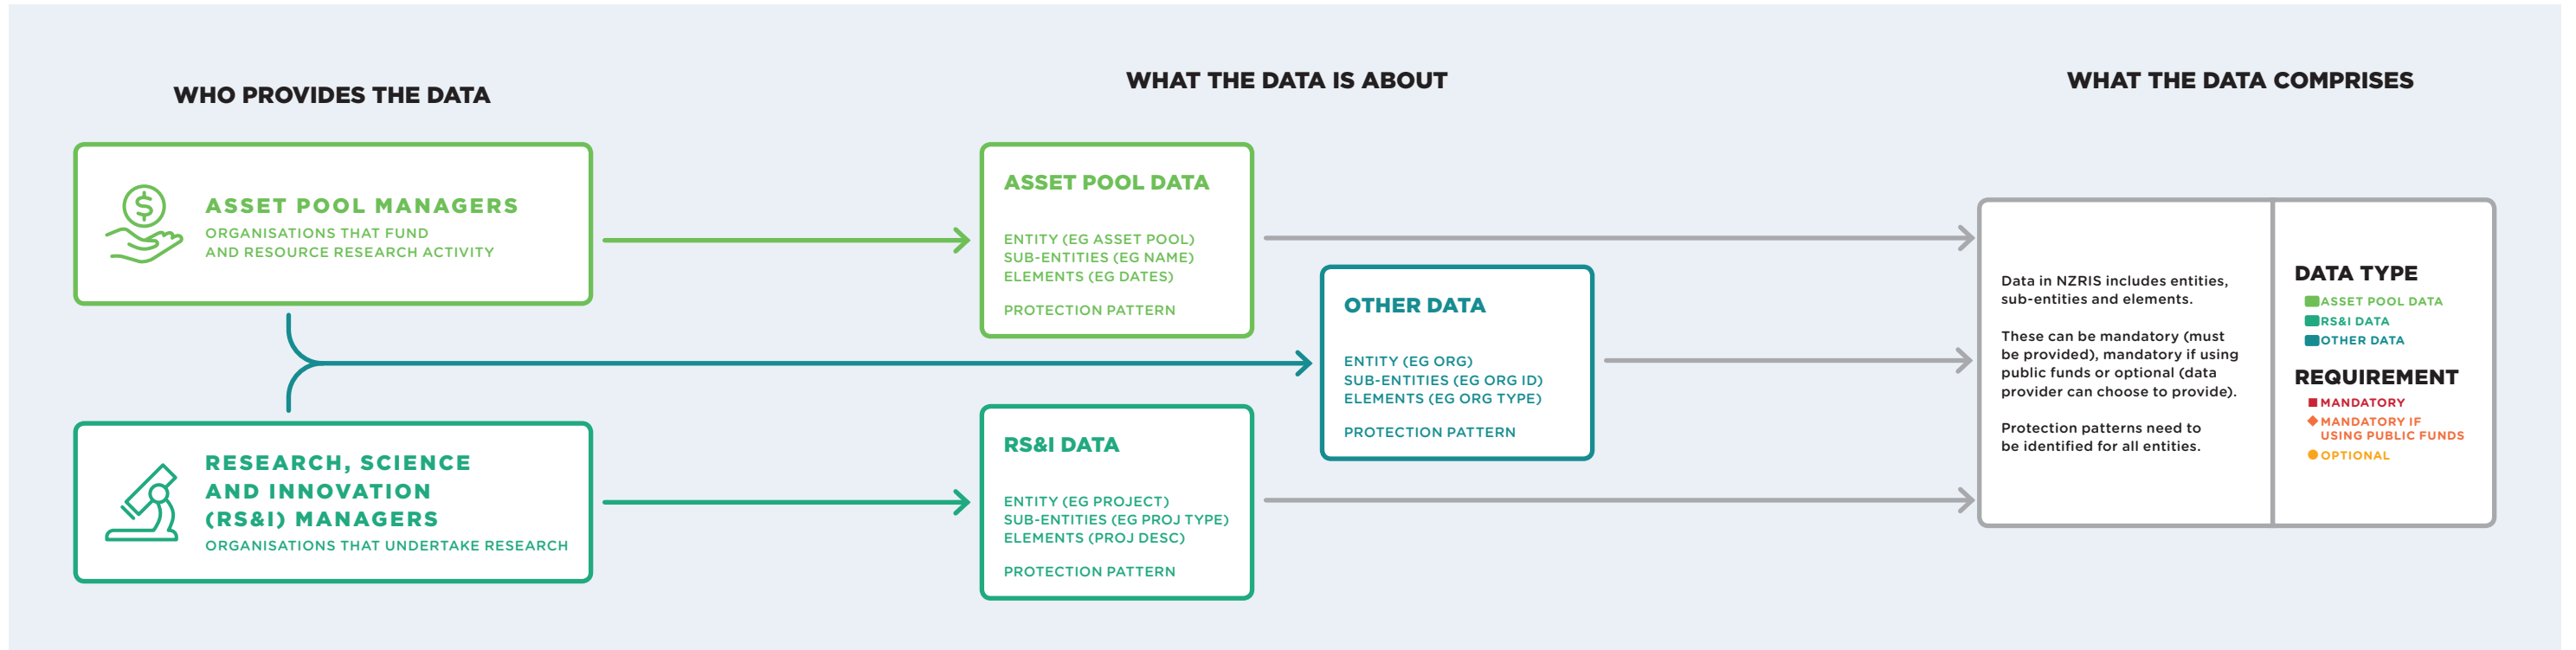 WHO PROVIDES THE DATA
WHAT THE DATA IS ABOUT
WHAT THE DATA COMPRISES
ASSET POOL MANAGERS
ORGANISATIONS THAT FUND
AND RESOURCE RESEARCH ACTIVITY
RESEARCH, SCIENCE
AND INNOVATION
(RS&I) MANAGERS
ORGANISATIONS THAT UNDERTAKE RESEARCH
ASSET POOL DATA
ENTITY (EG ASSET POOL)
SUB-ENTITIES (EG NAME)
ELEMENTS (EG DATES)
PROTECTION PATTERN
OTHER DATA
ENTITY (EG ORG)
SUB-ENTITIES (EG ORG ID)
ELEMENTS (EG ORG TYPE)
PROTECTION PATTERN
RS&I DATA
ENTITY (EG PROJECT)
SUB-ENTITIES (EG PROJ TYPE)
ELEMENTS (PROJ DESC)
PROTECTION PATTERN
Data in NZRIS includes entities,
sub-entities and elements.
These can be mandatory (must
be provided), mandatory if using
public funds or optional (data
provider can choose to provide).
Protection patterns need to
be identified for all entities.
DATA TYPE
ASSET POOL DATA
RS&I DATA
OTHER DATA
REQUIREMENT
MANDATORY
MANDATORY IF
USING PUBLIC FUNDS
OPTIONAL